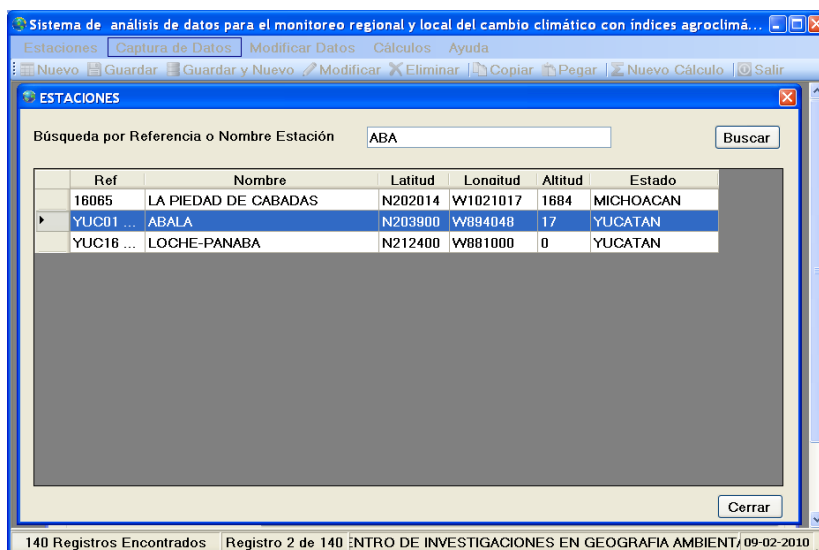 Sistema de análisis de datos para el monitoreo regional y local del cambio climático con índices agroclimá...
Estaciones Captura de Datos Modificar Datos Cálculos Ayuda
Nuevo Guardar Guardar y Nuevo Modificar Eliminar Copiar Pegar Nuevo Cálculo Salir
ESTACIONES
Búsqueda por Referencia o Nombre Estación ABA Buscar
Ref Nombre Latitud Longitud Altitud Estado
16065 LA PIEDAD DE CABADAS N202014 W1021017 1684 MICHOACAN
YUC01 ... ABALA N203900 W894048 17 YUCATAN
YUC16 ... LOCHE-PANABA N212400 W881000 0 YUCATAN
Cerrar
140 Registros Encontrados Registro 2 de 140 ENTRO DE INVESTIGACIONES EN GEOGRAFIA AMBIENTA 09-02-2010